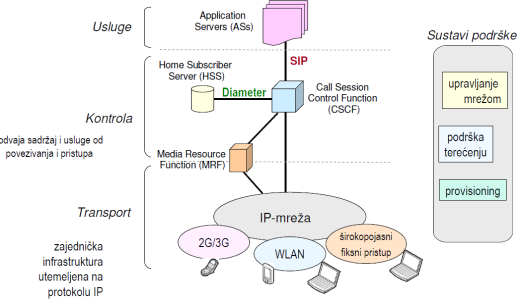 Usluge
Application
Servers (ASs)
SIP
Home Subscriber
Server (HSS)
Diameter
Call Session
Control Function
(CSCF)
Kontrola
odvaja sadržaj i usluge od
povezivanja i pristupa
Media Resource
Function (MRF)
Transport
zajednička
infrastruktura
utemeljena na
protokolu IP
IP-mreža
2G/3G
WLAN
širokopojasni
fiksni pristup
Sustavi podrške
upravljanje
mrežom
podrška
terećenju
provisioning